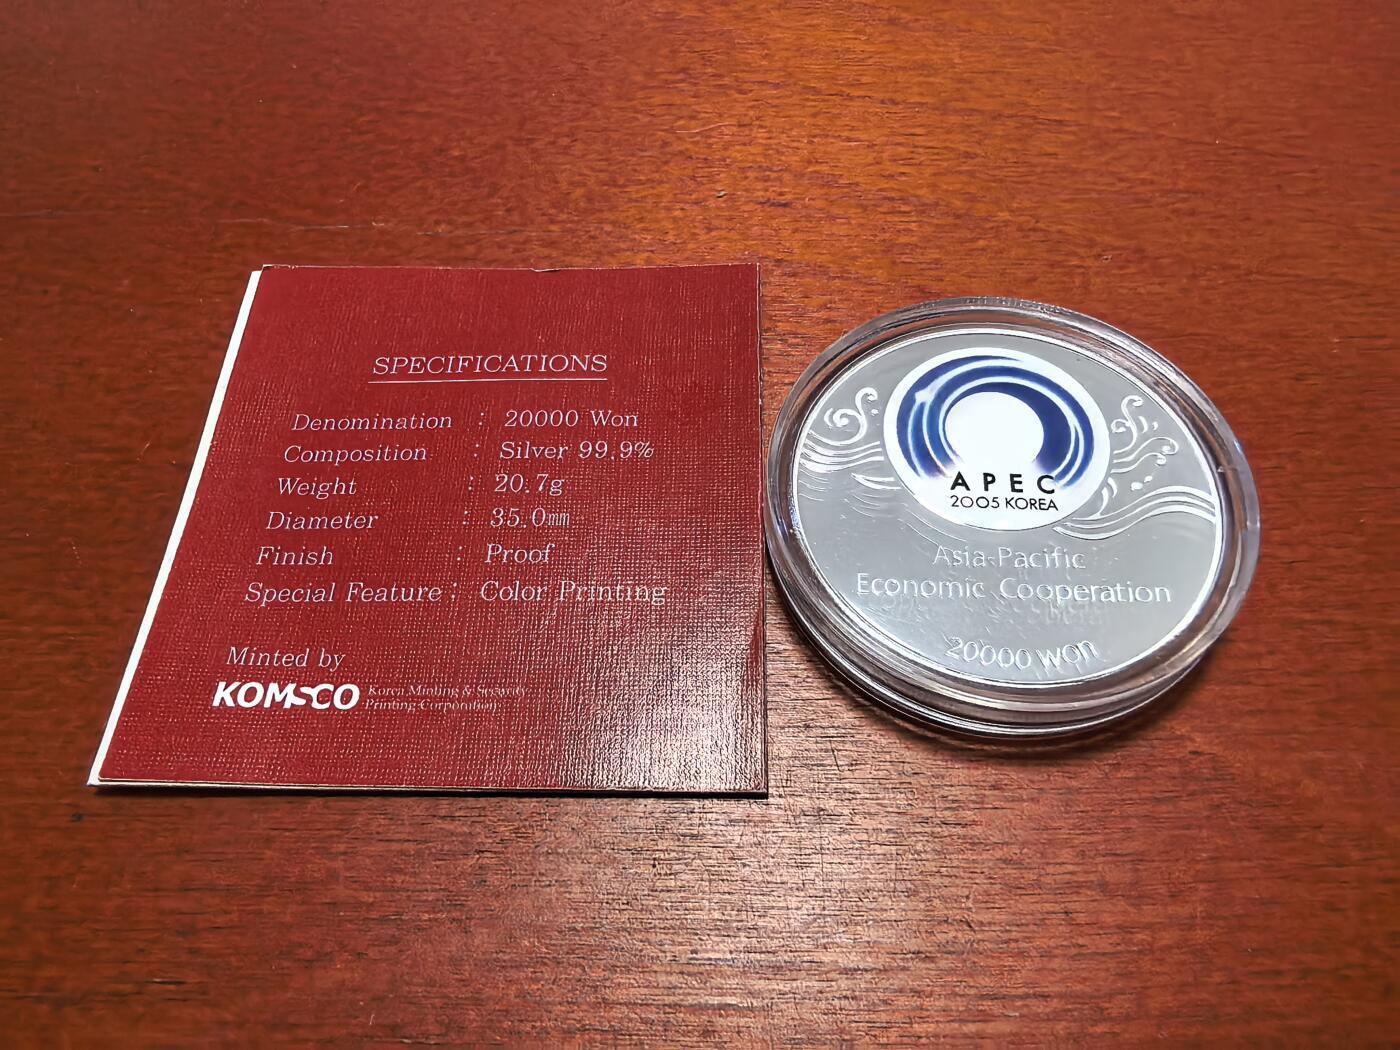 SPECIFICATIONS
Denomination : 20000 Won
Composition : Silver 99.9%
Weight : 20.7g
Diameter : 35.0mm
Finish : Proof
Special Feature : Color Printing
Minted by
KOMSCO Korea Minting & Security
Printing Corporation
APEC
2005 KOREA
Asia-Pacific
Economic Cooperation
20000 won